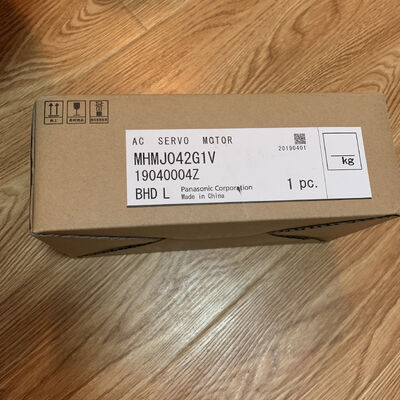 AC SERVO MOTOR
20190401
MHMJ042G1V
19040004Z
BHD L
Panasonic Corporation
Made in China
1 pc.
kg